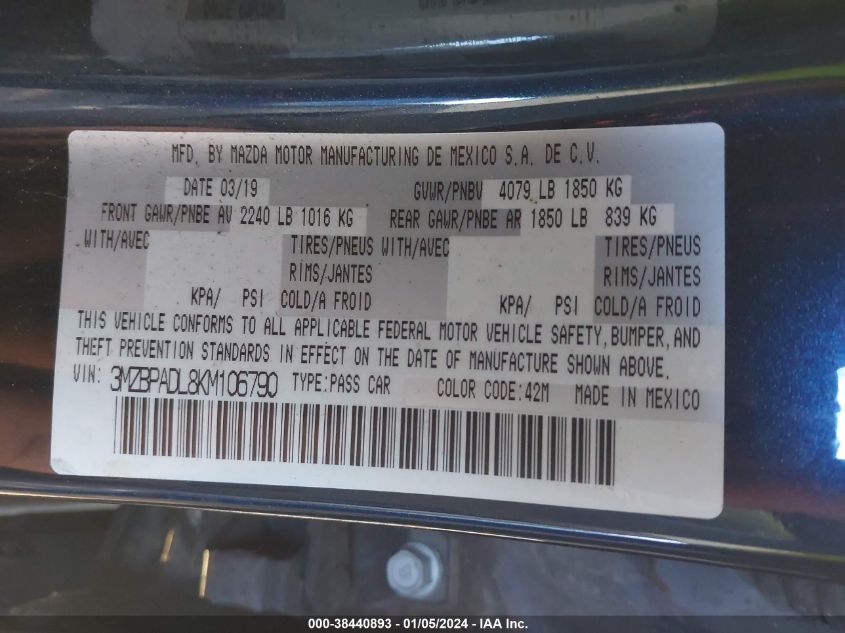 MFD. BY MAZDA MOTOR MANUFACTURING DE MEXICO S.A. DE C.V.
DATE 03/19 GVWR/PNBV 4079 LB 1850 KG
FRONT GAWR/PNBE AV 2240 LB 1016 KG REAR GAWR/PNBE AR 1850 LB 839 KG
WITH/AVEC TIRES/PNEUS WITH/AVEC TIRES/PNEUS
RIMS/JANTES RIMS/JANTES
KPA/ PSI COLD/A FROID KPA/ PSI COLD/A FROID
THIS VEHICLE CONFORMS TO ALL APPLICABLE FEDERAL MOTOR VEHICLE SAFETY, BUMPER, AND
THEFT PREVENTION STANDARDS IN EFFECT ON THE DATE OF MANUFACTURE SHOWN ABOVE.
VIN: 3MZBPADL8KM106790 TYPE: PASS CAR COLOR CODE: 42M MADE IN MEXICO
000-38440893 - 01/05/2024 - IAA Inc.